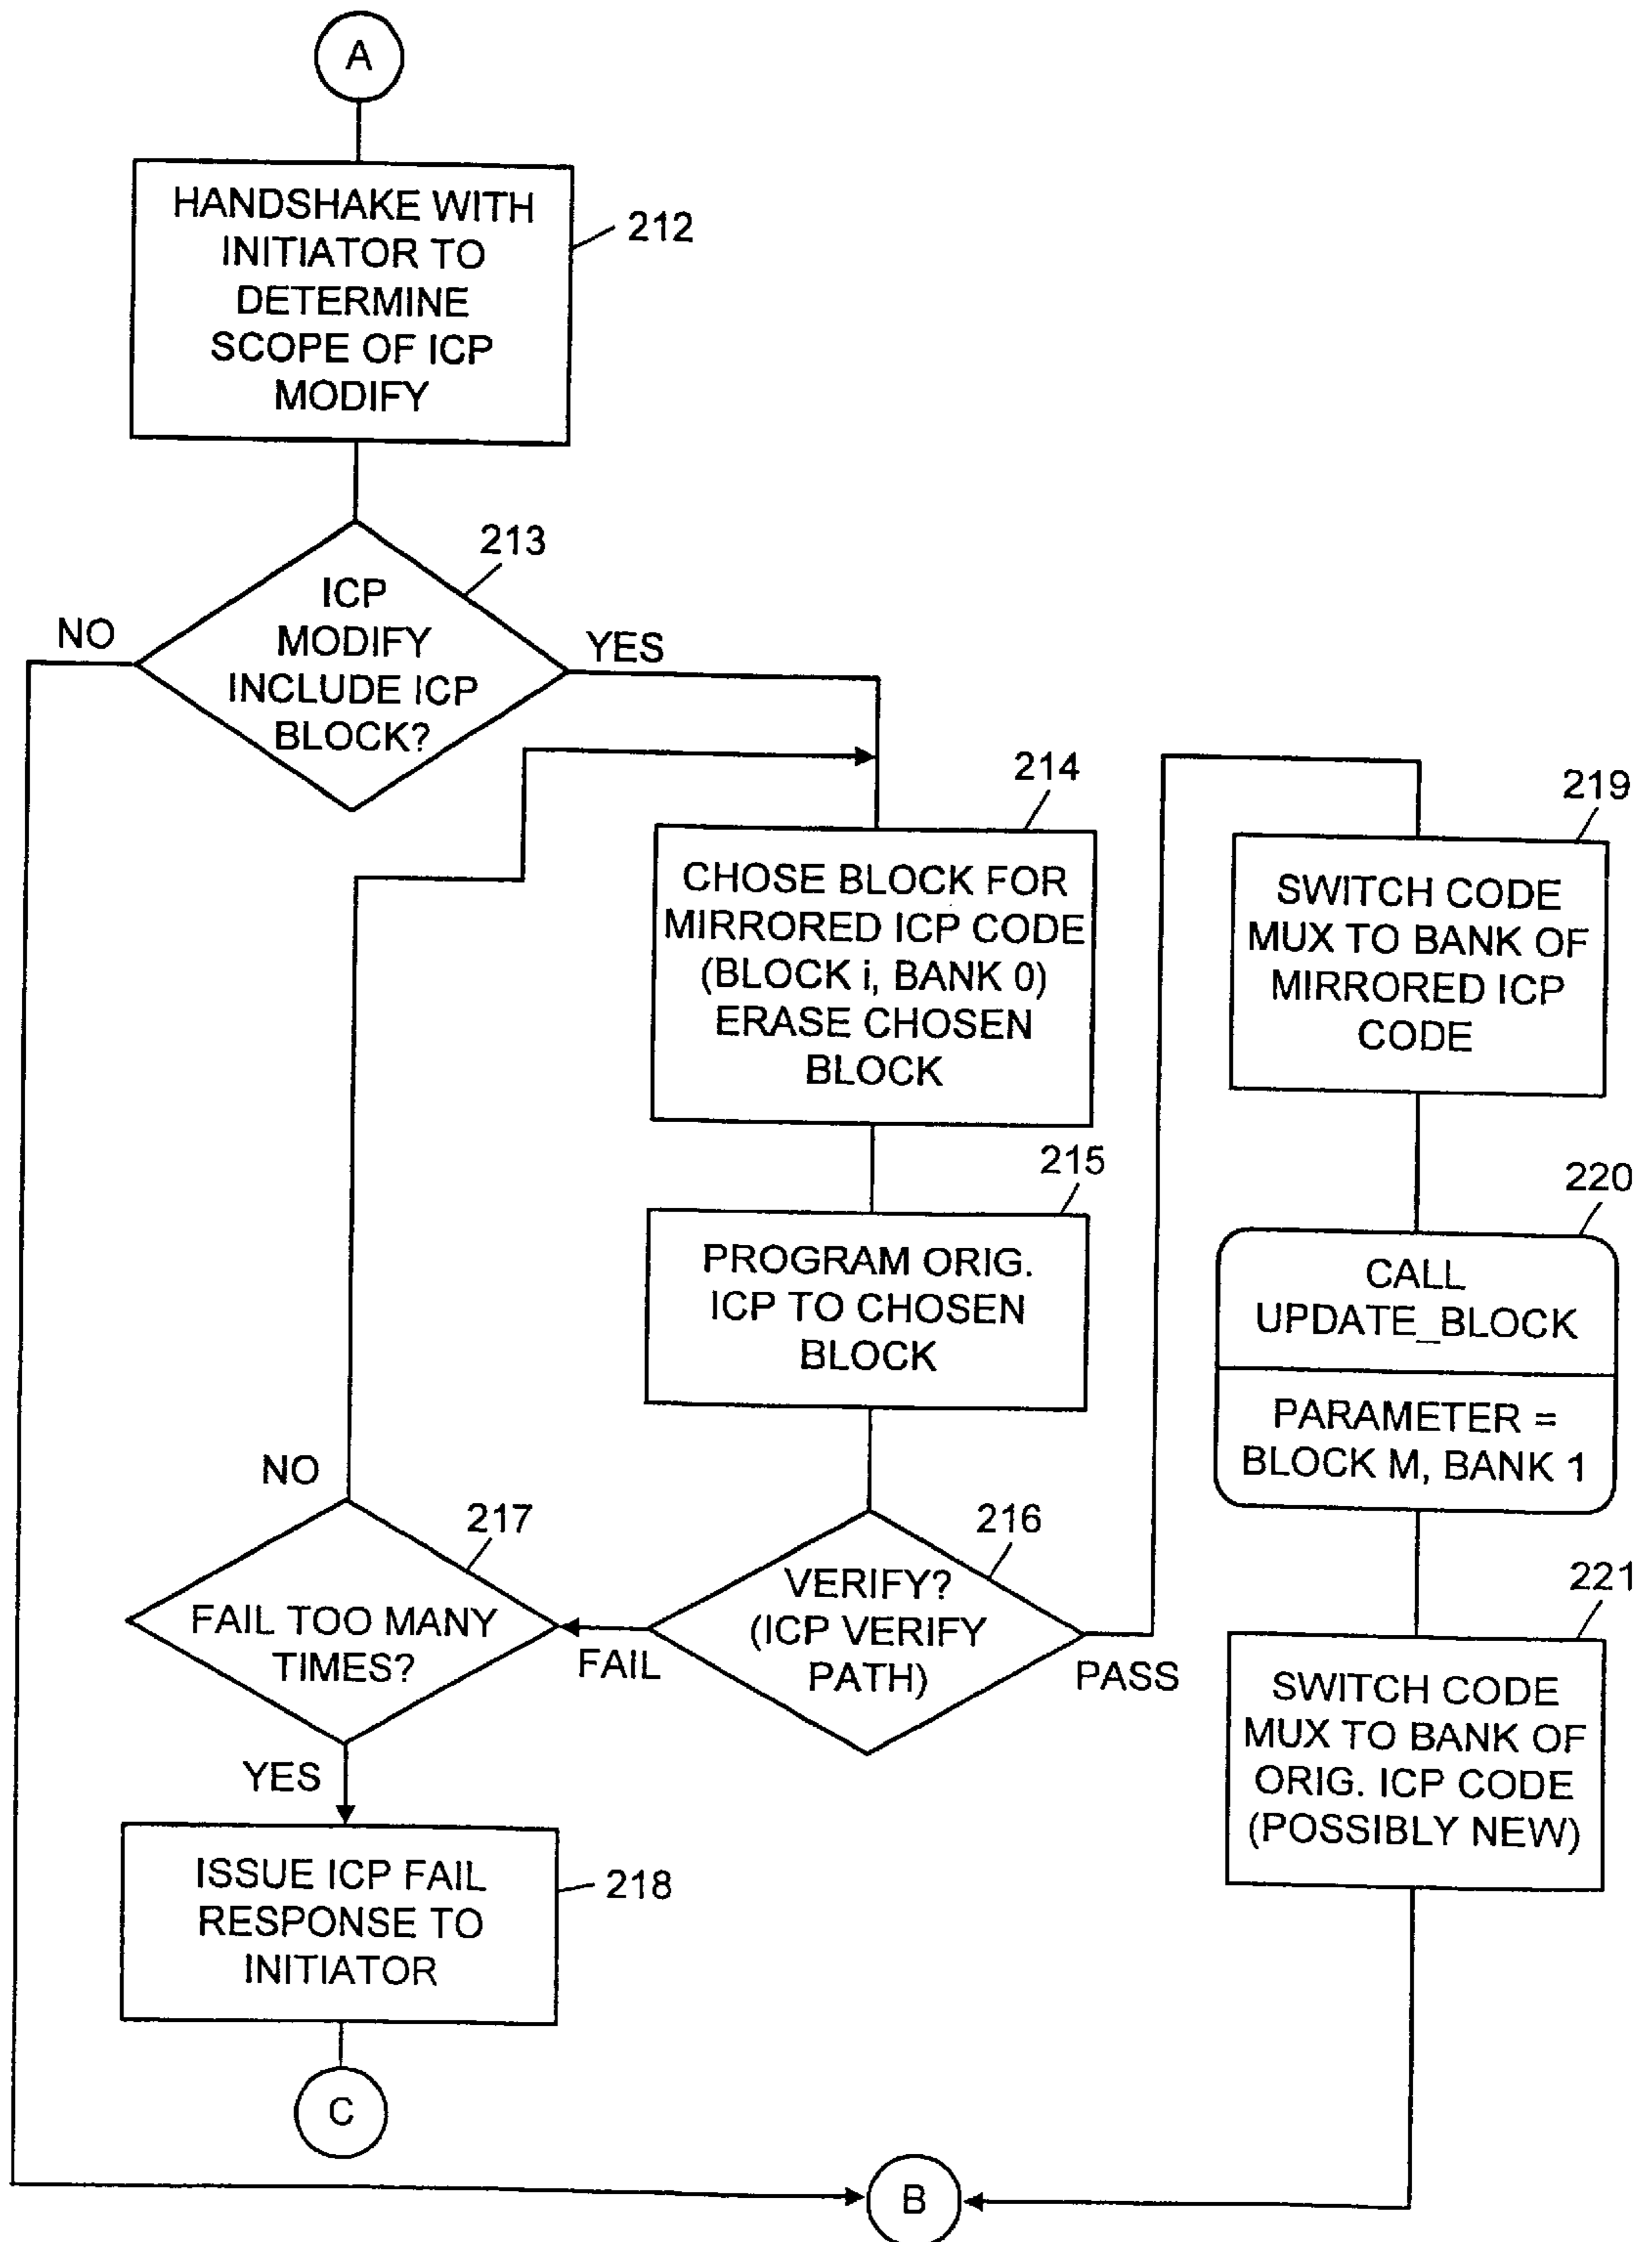 A
HANDSHAKE WITH
INITIATOR TO
DETERMINE
SCOPE OF ICP
MODIFY
212
213
ICP
MODIFY
INCLUDE ICP
BLOCK?
NO
YES
214
CHOSE BLOCK FOR
MIRRORED ICP CODE
(BLOCK i, BANK 0)
ERASE CHOSEN
BLOCK
215
PROGRAM ORIG.
ICP TO CHOSEN
BLOCK
216
VERIFY?
(ICP VERIFY
PATH)
FAIL
PASS
217
NO
FAIL TOO MANY
TIMES?
YES
ISSUE ICP FAIL
RESPONSE TO
INITIATOR
218
C
219
SWITCH CODE
MUX TO BANK OF
MIRRORED ICP
CODE
220
CALL
UPDATE_BLOCK
PARAMETER =
BLOCK M, BANK 1
221
SWITCH CODE
MUX TO BANK OF
ORIG. ICP CODE
(POSSIBLY NEW)
B